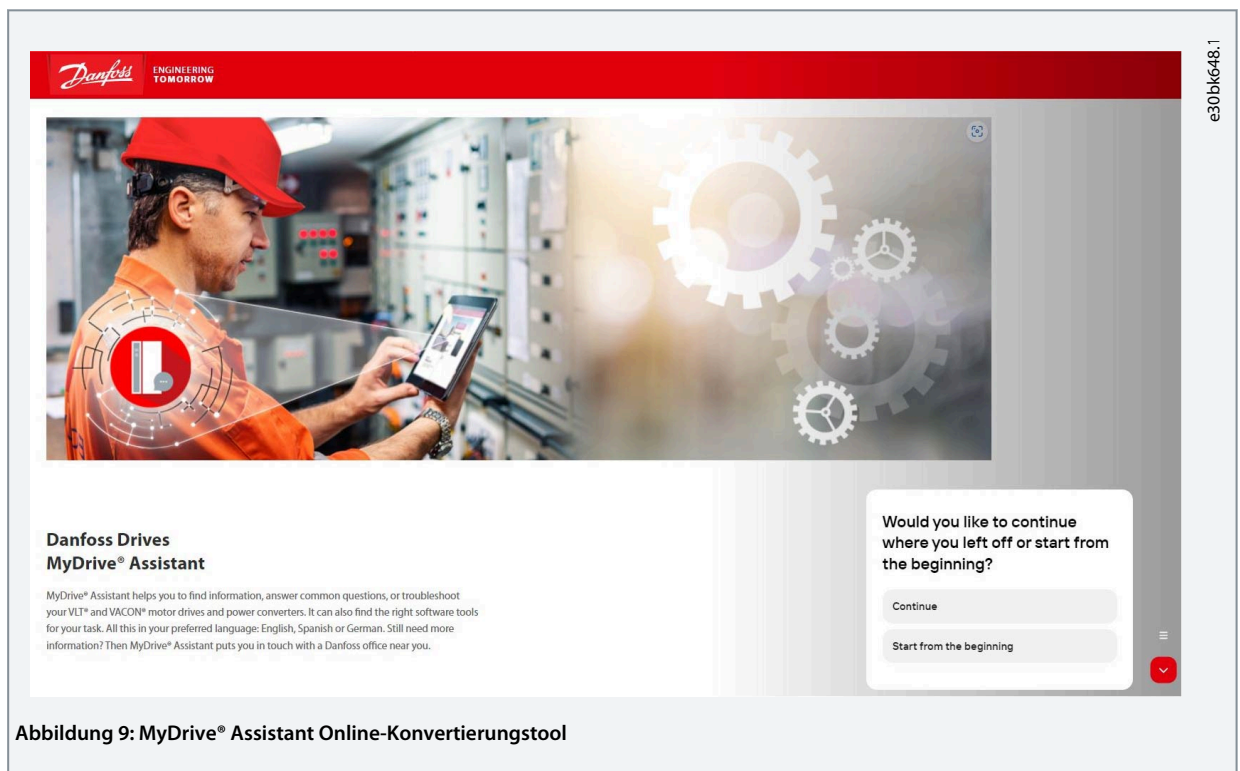 Danfoss
ENGINEERING
TOMORROW
e30bk648.1
Danfoss Drives
MyDrive® Assistant
MyDrive® Assistant helps you to find information, answer common questions, or troubleshoot
your VLT® and VACON® motor drives and power converters. It can also find the right software tools
for your task. All this in your preferred language: English, Spanish or German. Still need more
information? Then MyDrive® Assistant puts you in touch with a Danfoss office near you.
Would you like to continue
where you left off or start from
the beginning?
Continue
Start from the beginning
Abbildung 9: MyDrive® Assistant Online-Konvertierungstool